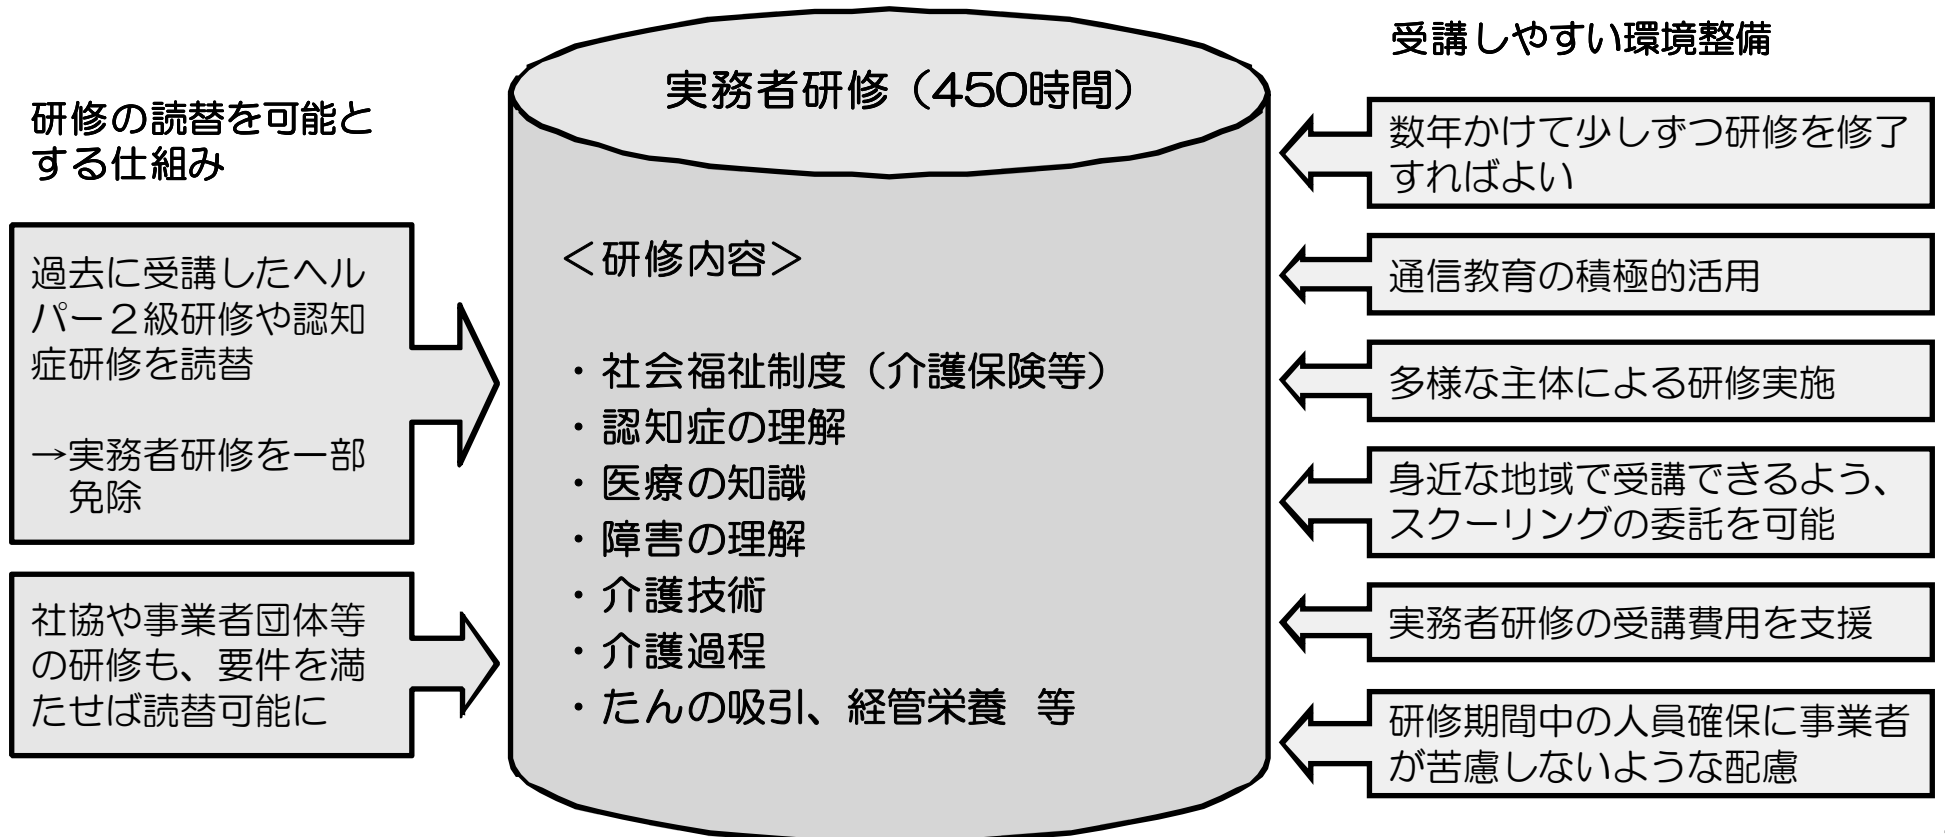 研修の読替を可能と
する仕組み
過去に受講したヘル
パー２級研修や認知
症研修を読替
→実務者研修を一部
免除
社協や事業者団体等
の研修も、要件を満
たせば読替可能に
実務者研修（450時間）
＜研修内容＞
・社会福祉制度（介護保険等）
・認知症の理解
・医療の知識
・障害の理解
・介護技術
・介護過程
・たんの吸引、経管栄養 等
受講しやすい環境整備
数年かけて少しずつ研修を修了
すればよい
通信教育の積極的活用
多様な主体による研修実施
身近な地域で受講できるよう、
スクーリングの委託を可能
実務者研修の受講費用を支援
研修期間中の人員確保に事業者
が苦慮しないような配慮